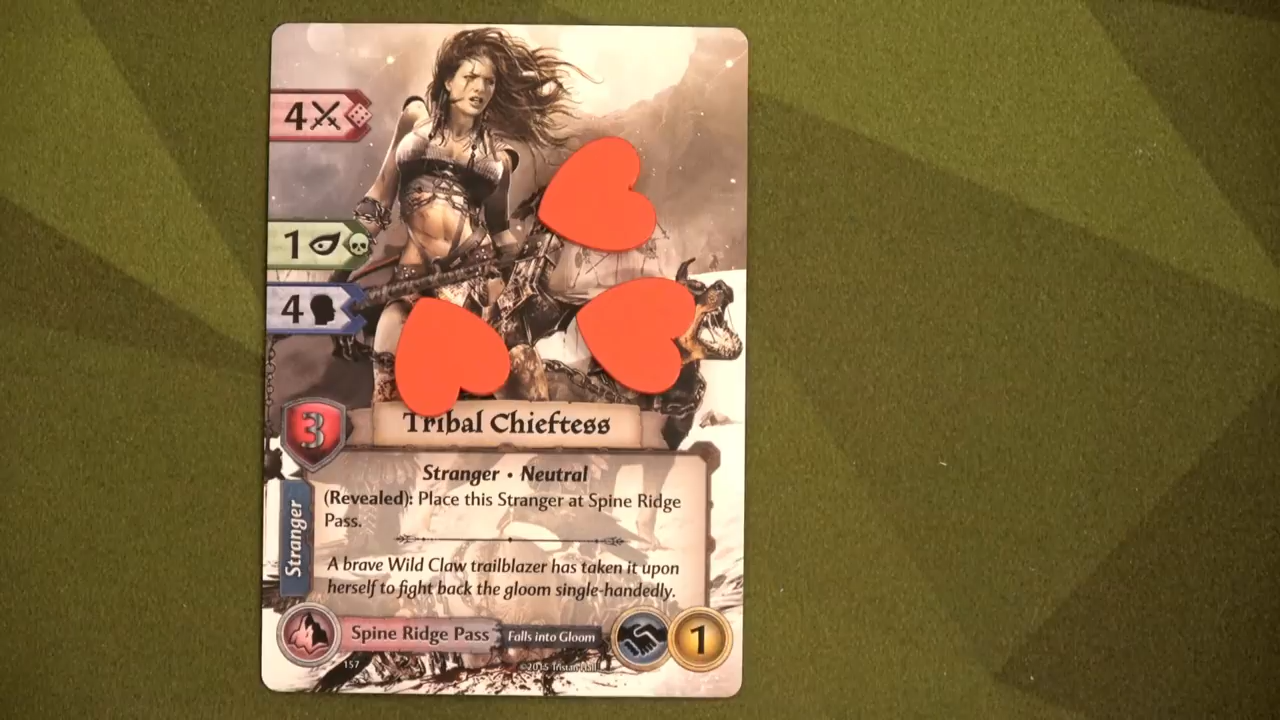 4
1
4
3
Tribal Chieftess
Stranger • Neutral
(Revealed): Place this Stranger at Spine Ridge
Pass.
Stranger
A brave Wild Claw trailblazer has taken it upon
herself to fight back the gloom single-handedly.
Spine Ridge Pass
Falls into Gloom
1
157
©2015 Tristan Hall